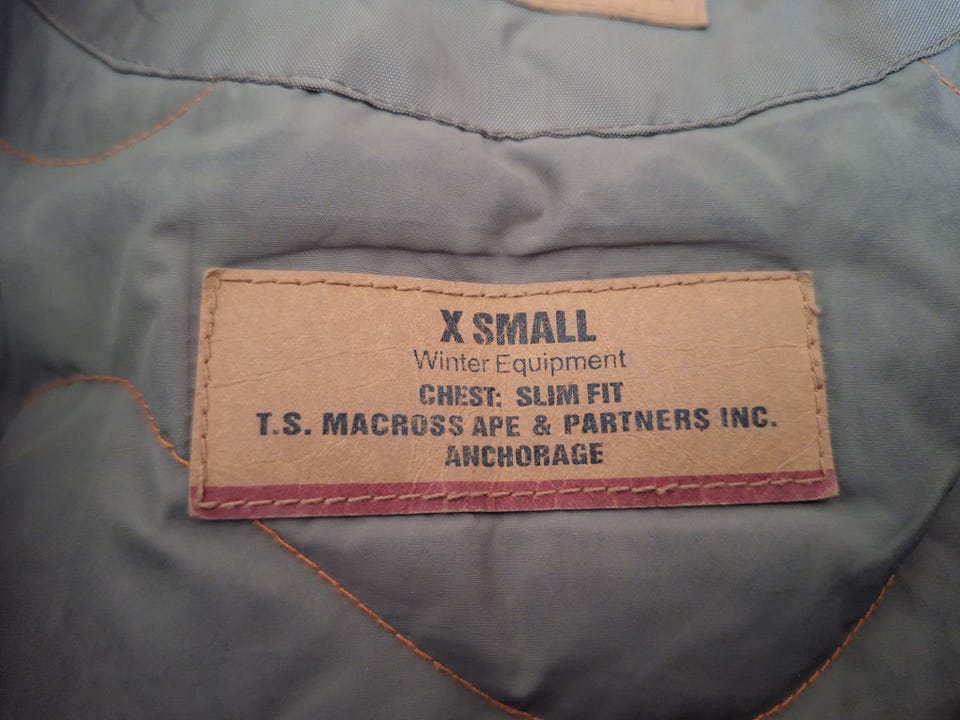 X SMALL
Winter Equipment
CHEST: SLIM FIT
T.S. MACROSS APE & PARTNERS INC.
ANCHORAGE